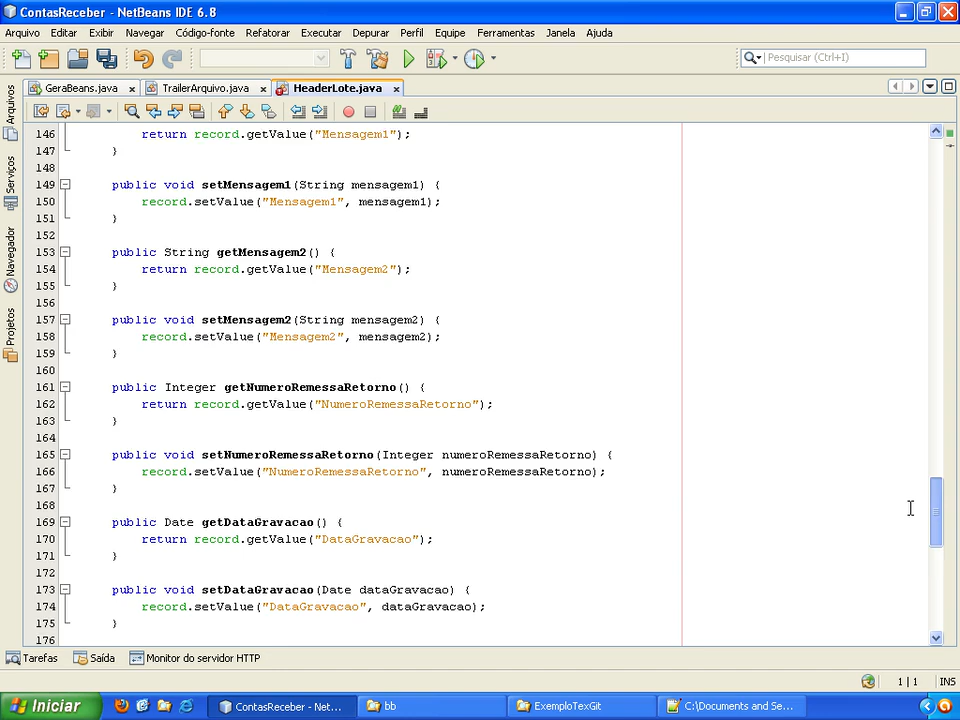 ContasReceber - NetBeans IDE 6.8
Arquivo Editar Exibir Navegar Código-fonte Refatorar Executar Depurar Perfil Equipe Ferramentas Janela Ajuda
Pesquisar (Ctrl+I)
GeraBeans.java TrailerArquivo.java HeaderLote.java
Arquivos
Serviços
Navegador
Projetos
146 return record.getValue("Mensagem1");
147 }
148
149 public void setMensagem1(String mensagem1) {
150 record.setValue("Mensagem1", mensagem1);
151 }
152
153 public String getMensagem2() {
154 return record.getValue("Mensagem2");
155 }
156
157 public void setMensagem2(String mensagem2) {
158 record.setValue("Mensagem2", mensagem2);
159 }
160
161 public Integer getNumeroRemessaRetorno() {
162 return record.getValue("NumeroRemessaRetorno");
163 }
164
165 public void setNumeroRemessaRetorno(Integer numeroRemessaRetorno) {
166 record.setValue("NumeroRemessaRetorno", numeroRemessaRetorno);
167 }
168
169 public Date getDataGravacao() {
170 return record.getValue("DataGravacao");
171 }
172
173 public void setDataGravacao(Date dataGravacao) {
174 record.setValue("DataGravacao", dataGravacao);
175 }
176
Tarefas Saída Monitor do servidor HTTP
1 | 1 INS
Iniciar ContasReceber - Net... bb ExemploTexGit C:\Documents and Se...